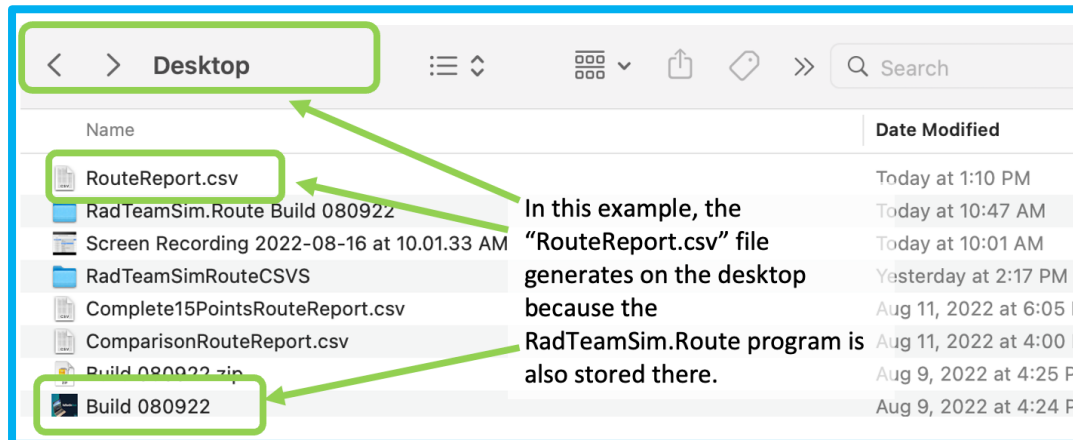 Desktop
Search
Name
Date Modified
RouteReport.csv
Today at 1:10 PM
RadTeamSim.Route Build 080922
Today at 10:47 AM
Screen Recording 2022-08-16 at 10.01.33 AM
Today at 10:01 AM
RadTeamSimRouteCSVS
Yesterday at 2:17 PM
Complete15PointsRouteReport.csv
Aug 11, 2022 at 6:05
ComparisonRouteReport.csv
Aug 11, 2022 at 4:00
Build 080922.zip
Aug 9, 2022 at 4:25 P
Build 080922
Aug 9, 2022 at 4:24 P
In this example, the
“RouteReport.csv” file
generates on the desktop
because the
RadTeamSim.Route program is
also stored there.